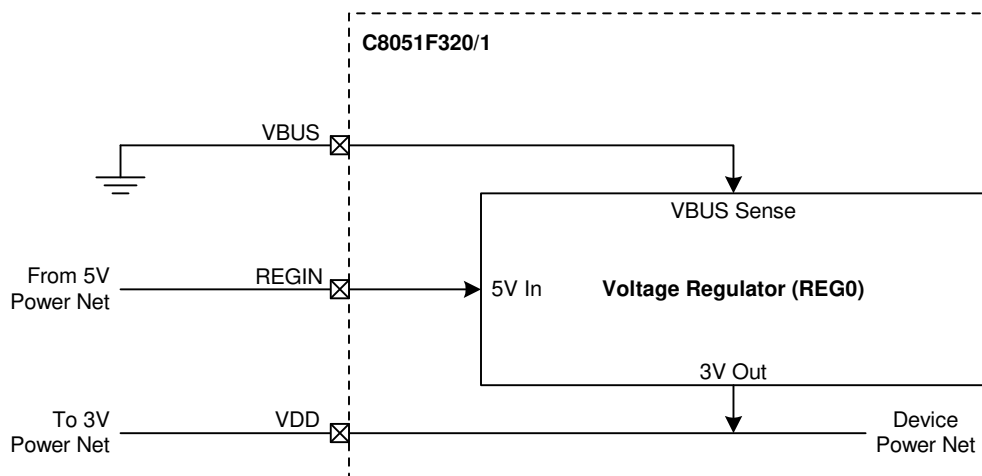 C8051F320/1
VBUS
VBUS Sense
From 5V
Power Net
REGIN
5V In
Voltage Regulator (REG0)
3V Out
To 3V
Power Net
VDD
Device
Power Net